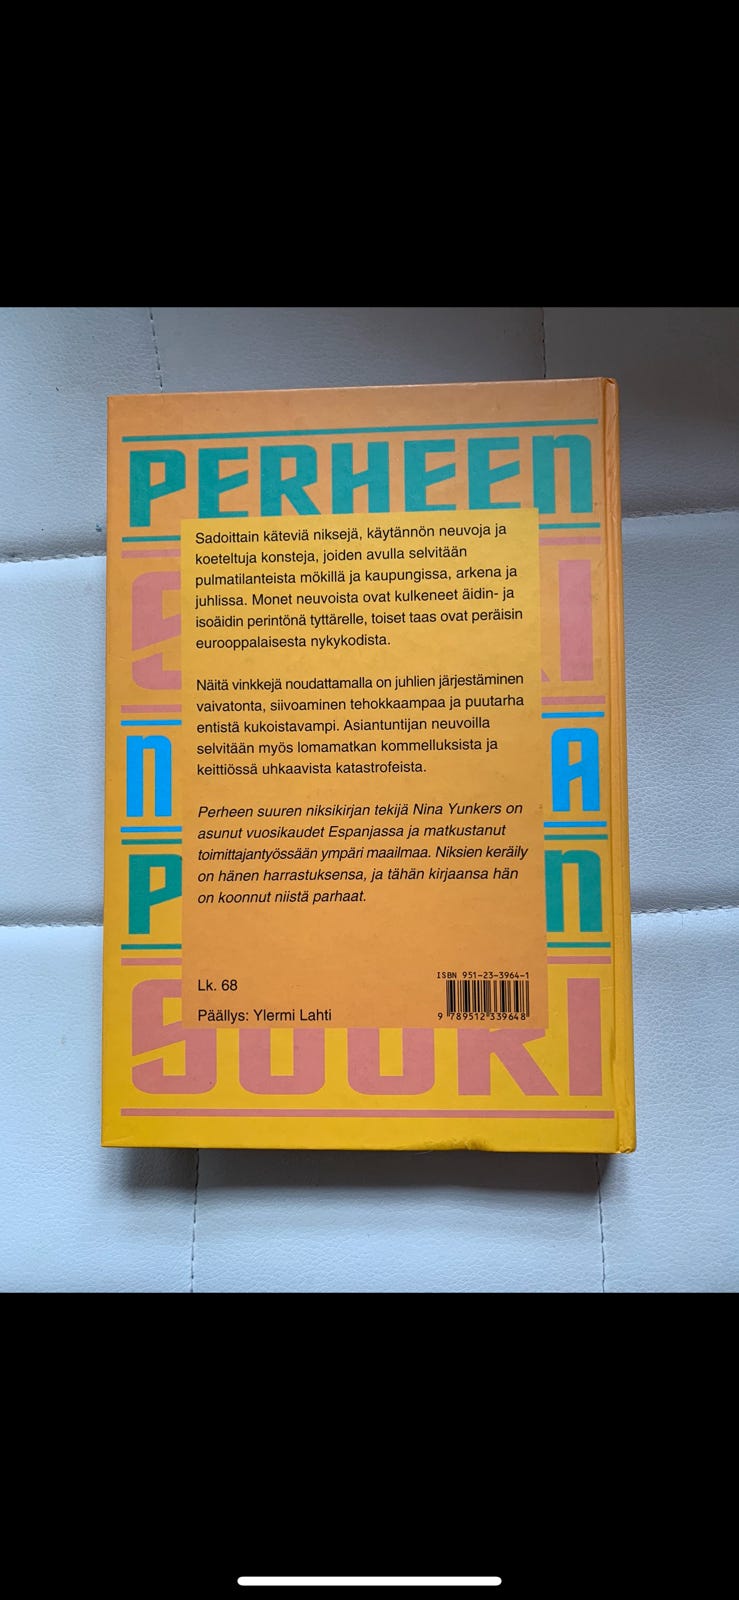 PERHEEN
Sadoittain käteviä niksejä, käytännön neuvoja ja
koeteltuja konsteja, joiden avulla selvitään
pulmatilanteista mökillä ja kaupungissa, arkena ja
juhlissa. Monet neuvoista ovat kulkeneet äidin- ja
isoäidin perintönä tyttärelle, toiset taas ovat peräisin
eurooppalaisesta nykykodista.
Näitä vinkkejä noudattamalla on juhlien järjestäminen
vaivatonta, siivoaminen tehokkaampaa ja puutarha
entistä kukoistavampi. Asiantuntijan neuvoilla
selvitään myös lomamatkan kommelluksista ja
keittiössä uhkaavista katastrofeista.
Perheen suuren niksikirjan tekijä Nina Yunkers on
asunut vuosikaudet Espanjassa ja matkustanut
toimittajantyössään ympäri maailmaa. Niksien keräily
on hänen harrastuksensa, ja tähän kirjaansa hän
on koonnut niistä parhaat.
ISBN 951-23-3964-1
Lk. 68
Päällys: Ylermi Lahti
9 789512 339648
SUURI